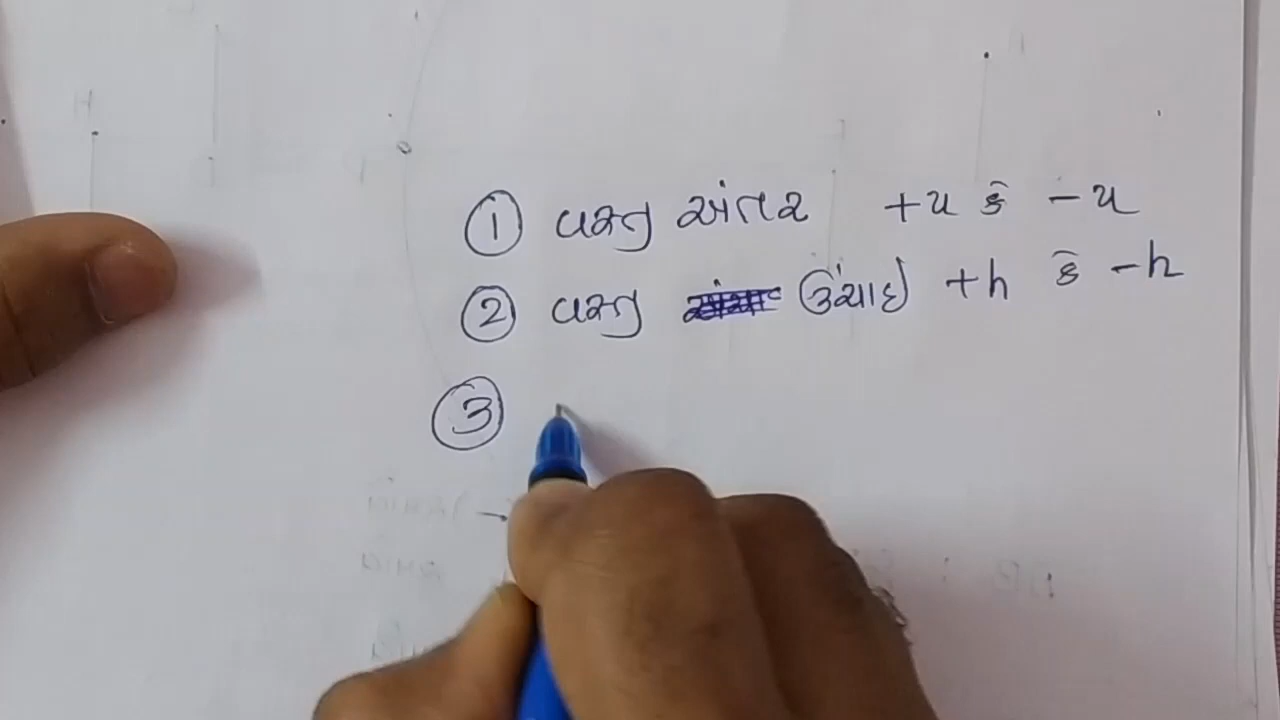 ① વસ્તુ અંતર +u કે -u
② વસ્તુ ઉંચાઇ +h કે -h
③